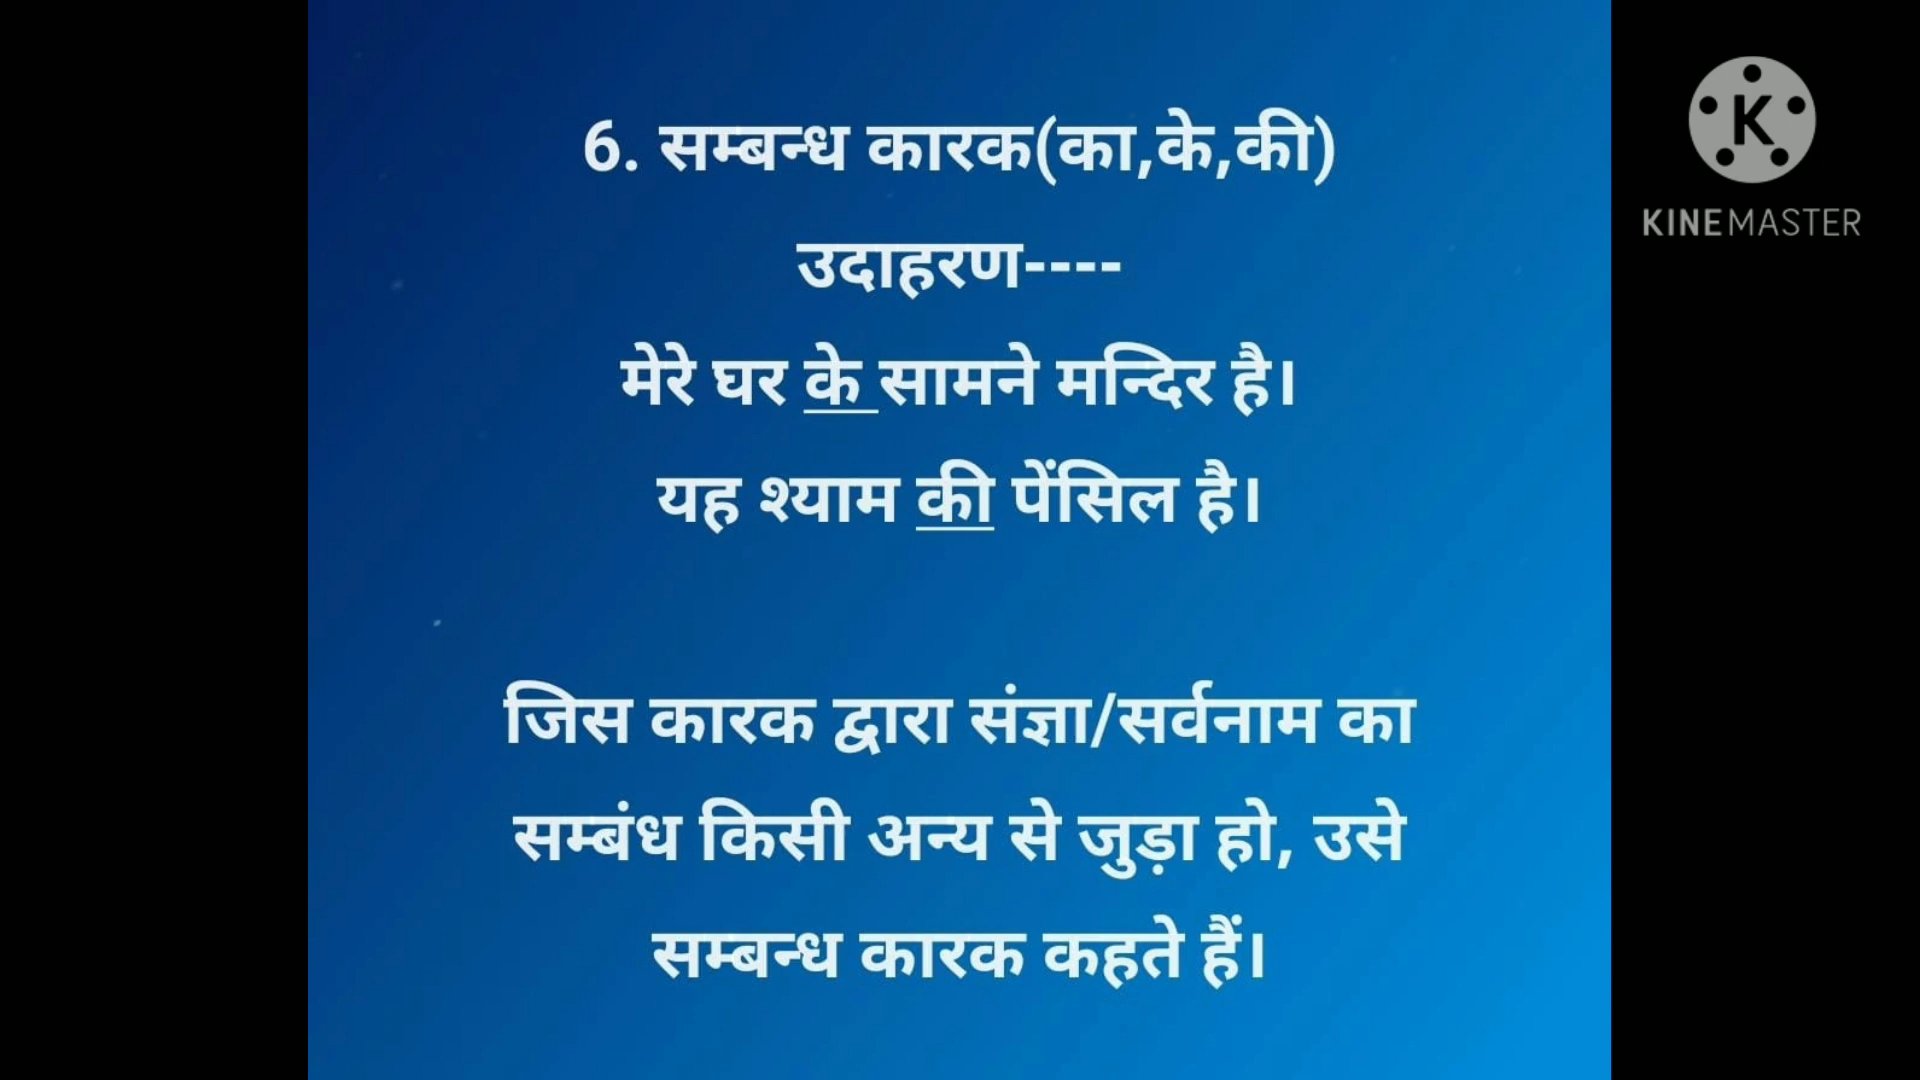 6. सम्बन्ध कारक(का,के,की)
उदाहरण----
मेरे घर के सामने मन्दिर है।
यह श्याम की पेंसिल है।
जिस कारक द्वारा संज्ञा/सर्वनाम का
सम्बंध किसी अन्य से जुड़ा हो, उसे
सम्बन्ध कारक कहते हैं।
K
KINEMASTER